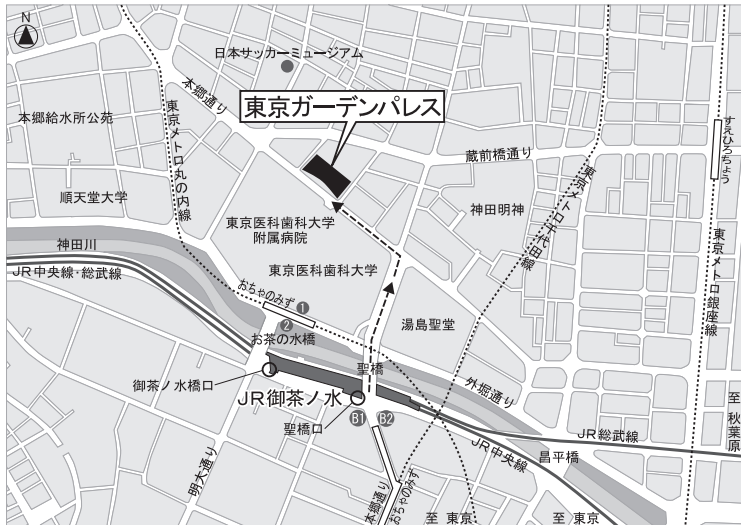 N
日本サッカーミュージアム
本郷通り
東京ガーデンパレス
本郷給水所公苑
東京メトロ丸の内線
すえひろちょう
蔵前橋通り
順天堂大学
東京メトロ千代田線
神田明神
東京医科歯科大学
附属病院
神田川
東京メトロ銀座線
東京医科歯科大学
JR中央線・総武線
おちゃのみず
1
2
お茶の水橋
湯島聖堂
聖橋
外堀通り
御茶ノ水橋口
JR御茶ノ水
聖橋口
B1
B2
至 秋葉原
JR総武線
JR中央線
昌平橋
明大通り
本郷通り
おちゃのみず
至 東京
至 東京